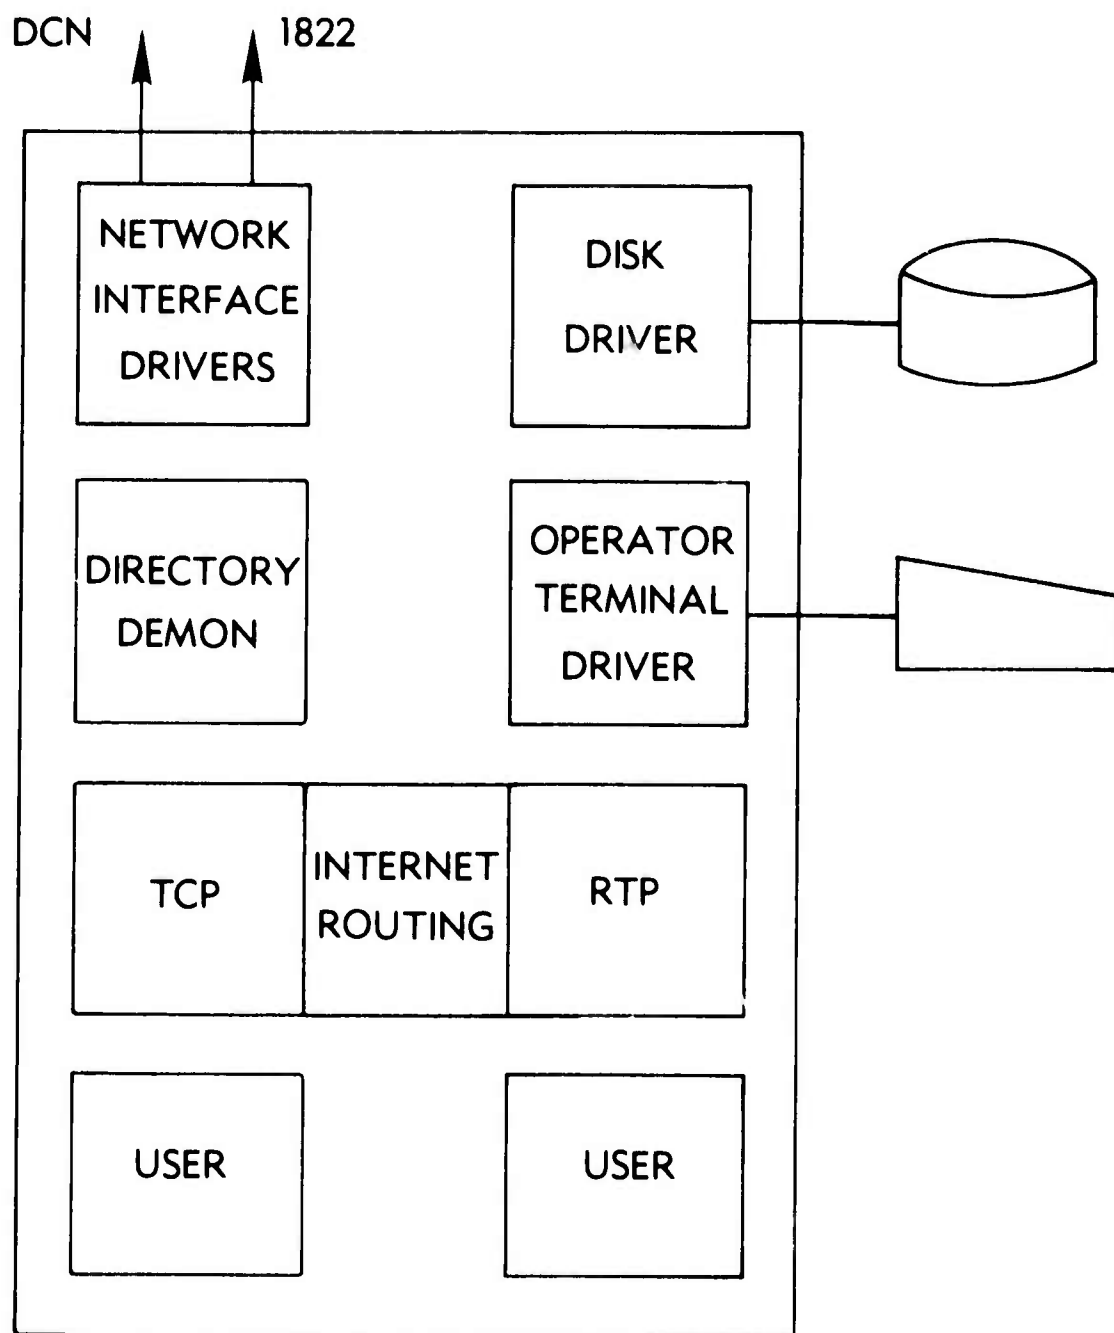 DCN
1822
NETWORK
INTERFACE
DRIVERS
DISK
DRIVER
DIRECTORY
DEMON
OPERATOR
TERMINAL
DRIVER
TCP
INTERNET
ROUTING
RTP
USER
USER